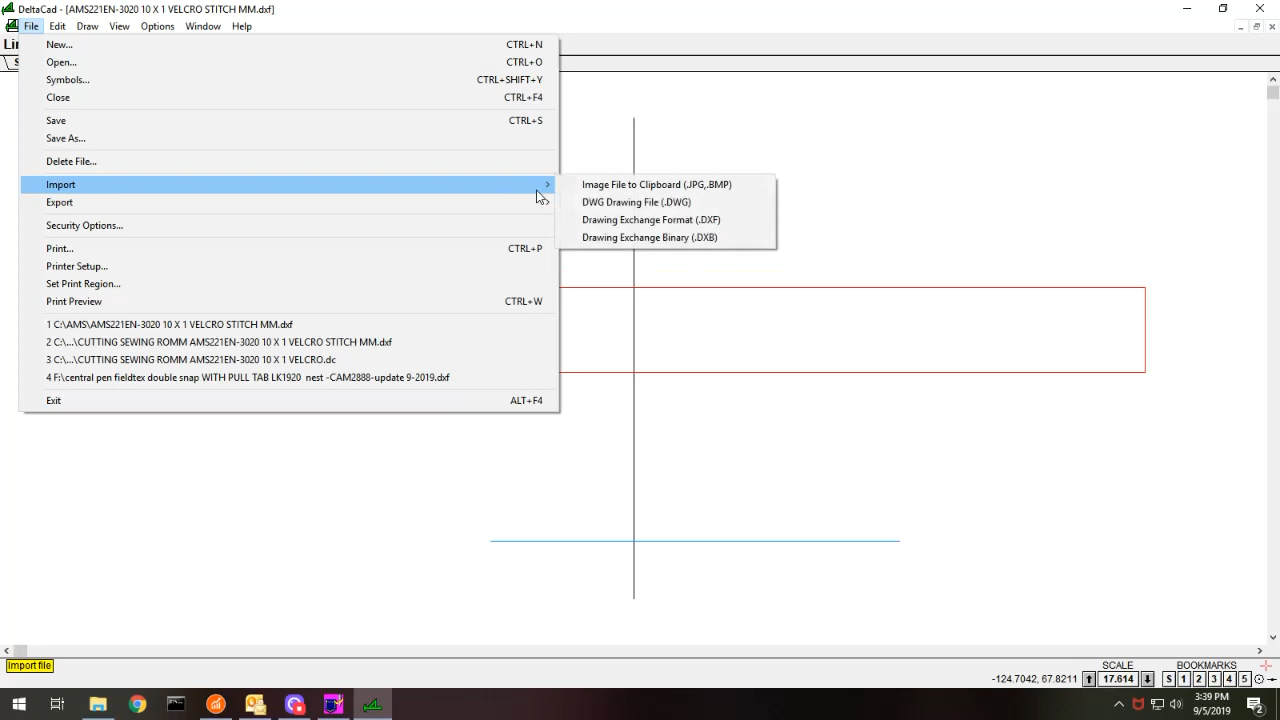 DeltaCad - [AMS221EN-3020 10 X 1 VELCRO STITCH MM.dxf]
File Edit Draw View Options Window Help
New... CTRL+N
Open... CTRL+O
Symbols... CTRL+SHIFT+Y
Close CTRL+F4
Save CTRL+S
Save As...
Delete File...
Import
Image File to Clipboard (.JPG,.BMP)
Export
DWG Drawing File (.DWG)
Drawing Exchange Format (.DXF)
Security Options...
Drawing Exchange Binary (.DXB)
Print... CTRL+P
Printer Setup...
Set Print Region...
Print Preview CTRL+W
1 C:\AMS\AMS221EN-3020 10 X 1 VELCRO STITCH MM.dxf
2 C:\...\CUTTING SEWING ROMM AMS221EN-3020 10 X 1 VELCRO STITCH MM.dxf
3 C:\...\CUTTING SEWING ROMM AMS221EN-3020 10 X 1 VELCRO.dc
4 F:\central pen fieldtex double snap WITH PULL TAB LK1920 nest -CAM2888-update 9-2019.dxf
Exit ALT+F4
Import file
SCALE BOOKMARKS
-124.7042, 67.8211 17.614 S 1 2 3 4 5
3:39 PM
9/5/2019
2